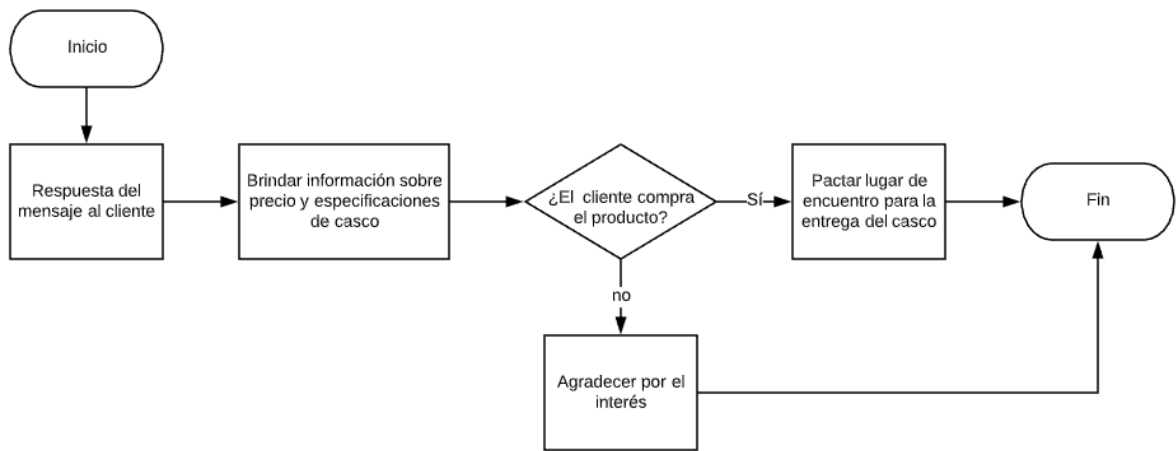 Inicio
Respuesta del
mensaje al cliente
Brindar información sobre
precio y especificaciones
de casco
¿El cliente compra
el producto?
Sí
Pactar lugar de
encuentro para la
entrega del casco
Fin
no
Agradecer por el
interés